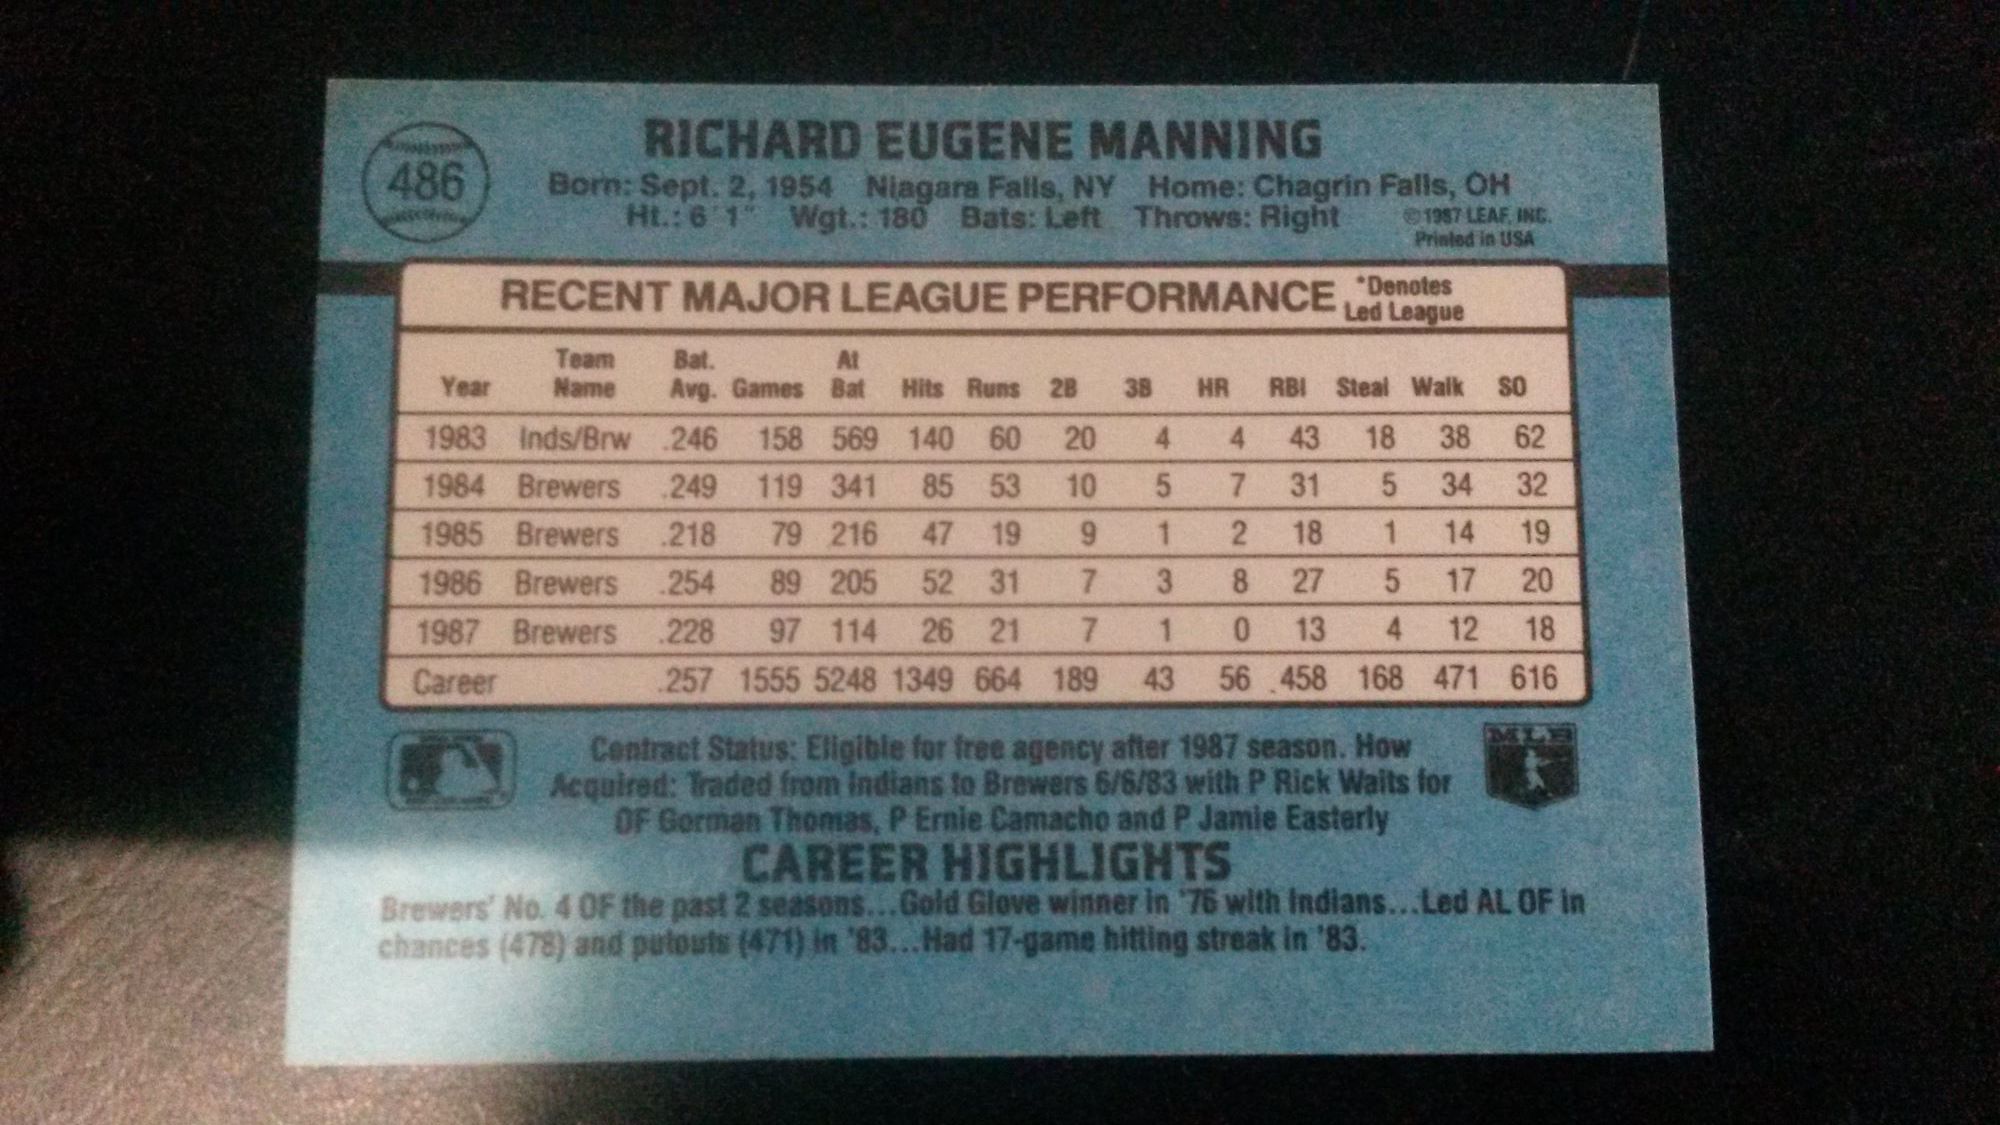 486
RICHARD EUGENE MANNING
Born: Sept. 2, 1954 Niagara Falls, NY Home: Chagrin Falls, OH
Ht.: 6' 1" Wgt.: 180 Bats: Left Throws: Right
©1987 LEAF, INC.
Printed in USA
RECENT MAJOR LEAGUE PERFORMANCE *Denotes Led League
Year Team Name Bat. Avg. Games At Bat Hits Runs 2B 3B HR RBI Steal Walk SO
1983 Inds/Brw .246 158 569 140 60 20 4 4 43 18 38 62
1984 Brewers .249 119 341 85 53 10 5 7 31 5 34 32
1985 Brewers .218 79 216 47 19 9 1 2 18 1 14 19
1986 Brewers .254 89 205 52 31 7 3 8 27 5 17 20
1987 Brewers .228 97 114 26 21 7 1 0 13 4 12 18
Career .257 1555 5248 1349 664 189 43 56 .458 168 471 616
Contract Status: Eligible for free agency after 1987 season. How
Acquired: Traded from Indians to Brewers 6/6/83 with P Rick Waits for
OF Gorman Thomas, P Ernie Camacho and P Jamie Easterly
MLB
CAREER HIGHLIGHTS
Brewers' No. 4 OF the past 2 seasons...Gold Glove winner in '76 with Indians...Led AL OF in
chances (478) and putouts (471) in '83...Had 17-game hitting streak in '83.